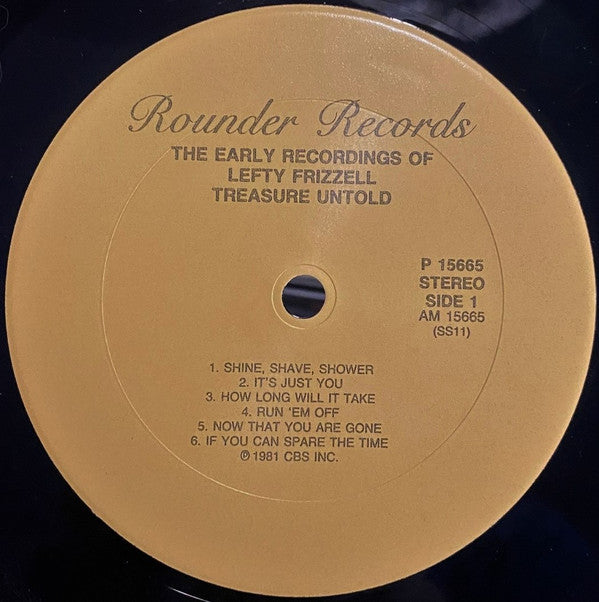 Rounder Records
THE EARLY RECORDINGS OF
LEFTY FRIZZELL
TREASURE UNTOLD
P 15665
STEREO
SIDE 1
AM 15665
(SS11)
1. SHINE, SHAVE, SHOWER
2. IT'S JUST YOU
3. HOW LONG WILL IT TAKE
4. RUN 'EM OFF
5. NOW THAT YOU ARE GONE
6. IF YOU CAN SPARE THE TIME
℗ 1981 CBS INC.